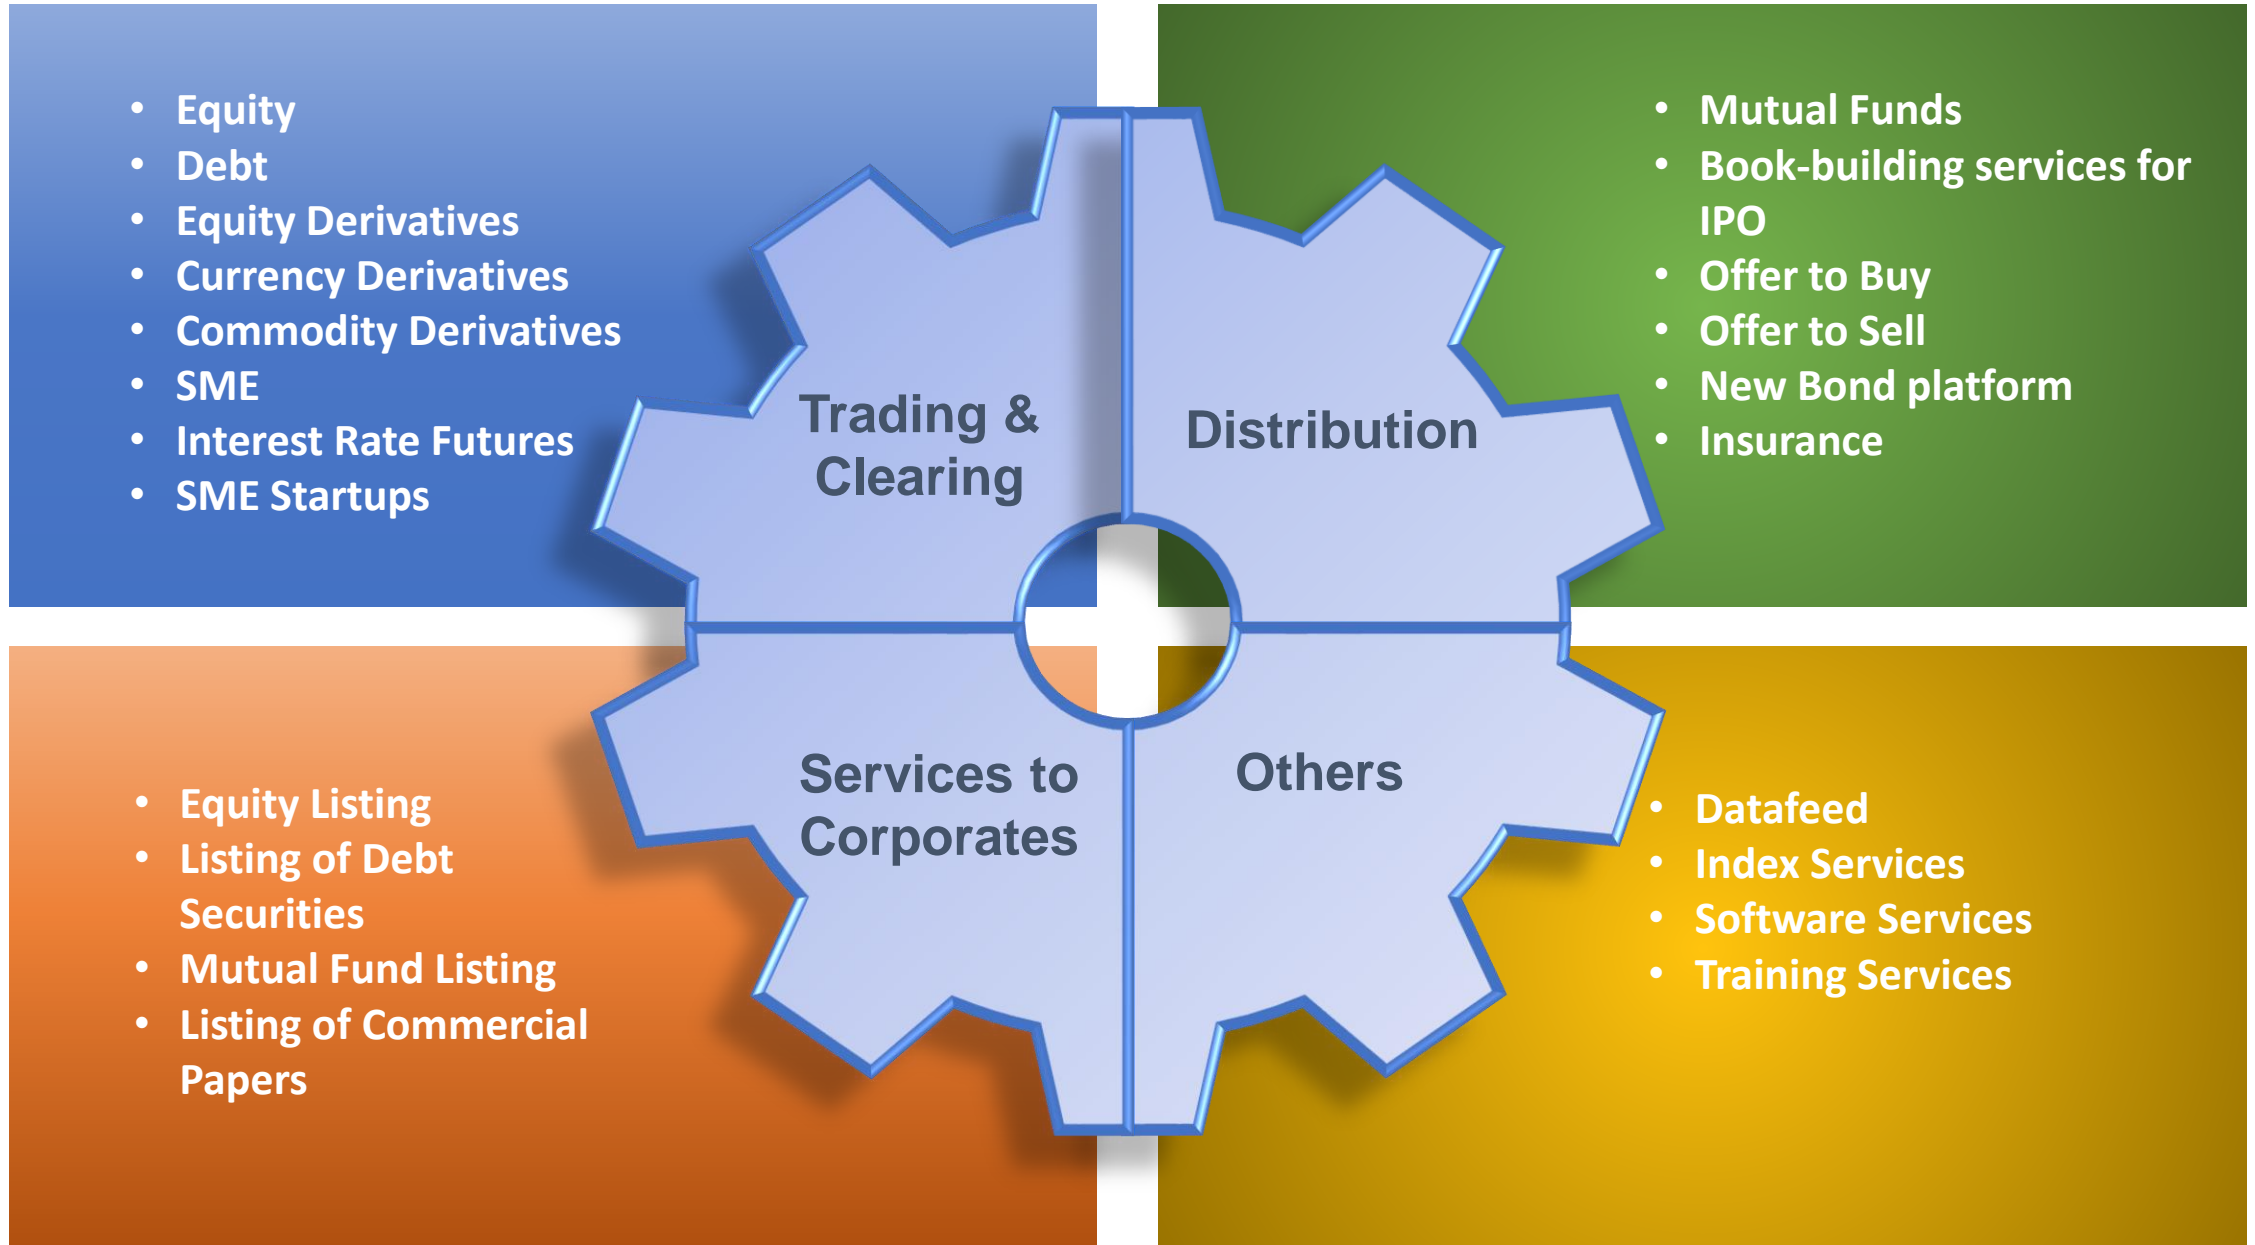 • Equity
• Debt
• Equity Derivatives
• Currency Derivatives
• Commodity Derivatives
• SME
• Interest Rate Futures
• SME Startups
Trading &
Clearing
Distribution
• Mutual Funds
• Book-building services for
IPO
• Offer to Buy
• Offer to Sell
• New Bond platform
• Insurance
• Equity Listing
• Listing of Debt
Securities
• Mutual Fund Listing
• Listing of Commercial
Papers
Services to
Corporates
Others
• Datafeed
• Index Services
• Software Services
• Training Services